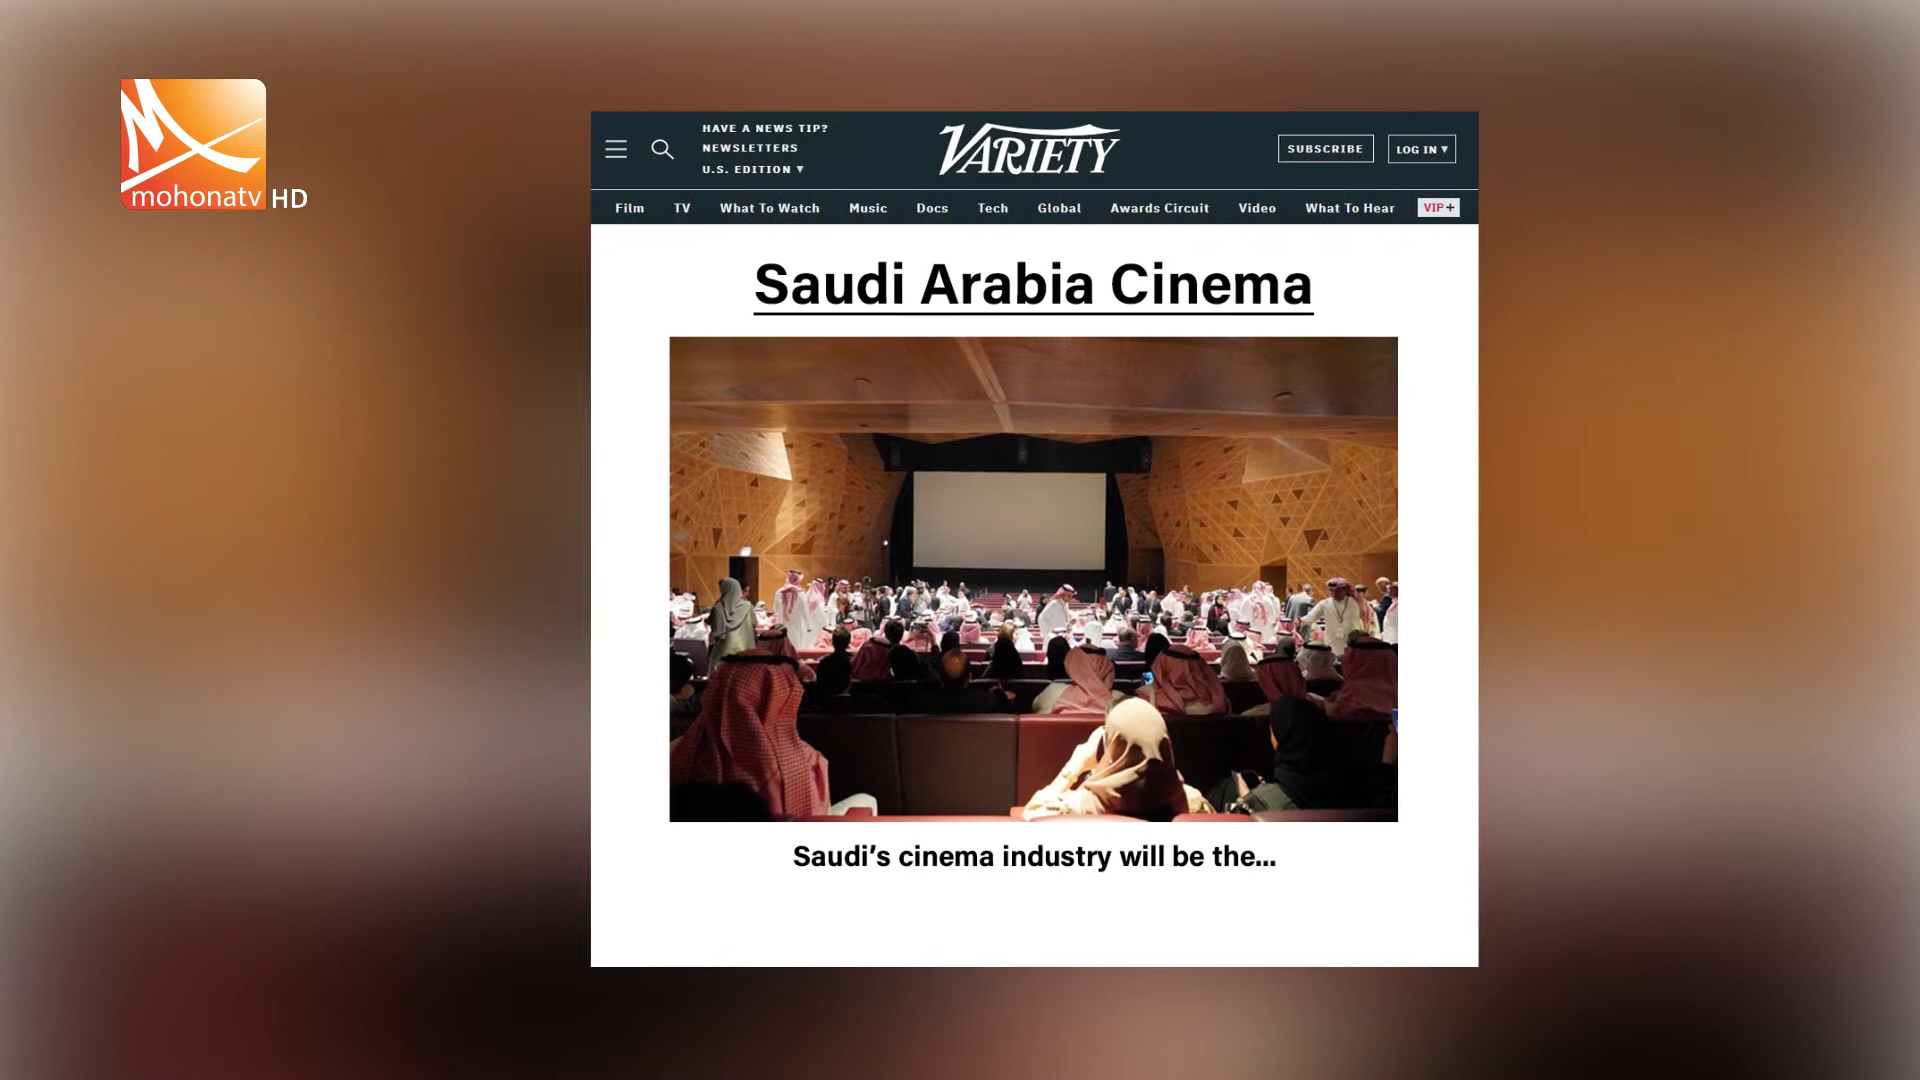 mohonatv HD
HAVE A NEWS TIP?
NEWSLETTERS
U.S. EDITION ▼
VARIETY
SUBSCRIBE
LOG IN ▼
Film TV What To Watch Music Docs Tech Global Awards Circuit Video What To Hear VIP+
Saudi Arabia Cinema
Saudi’s cinema industry will be the...